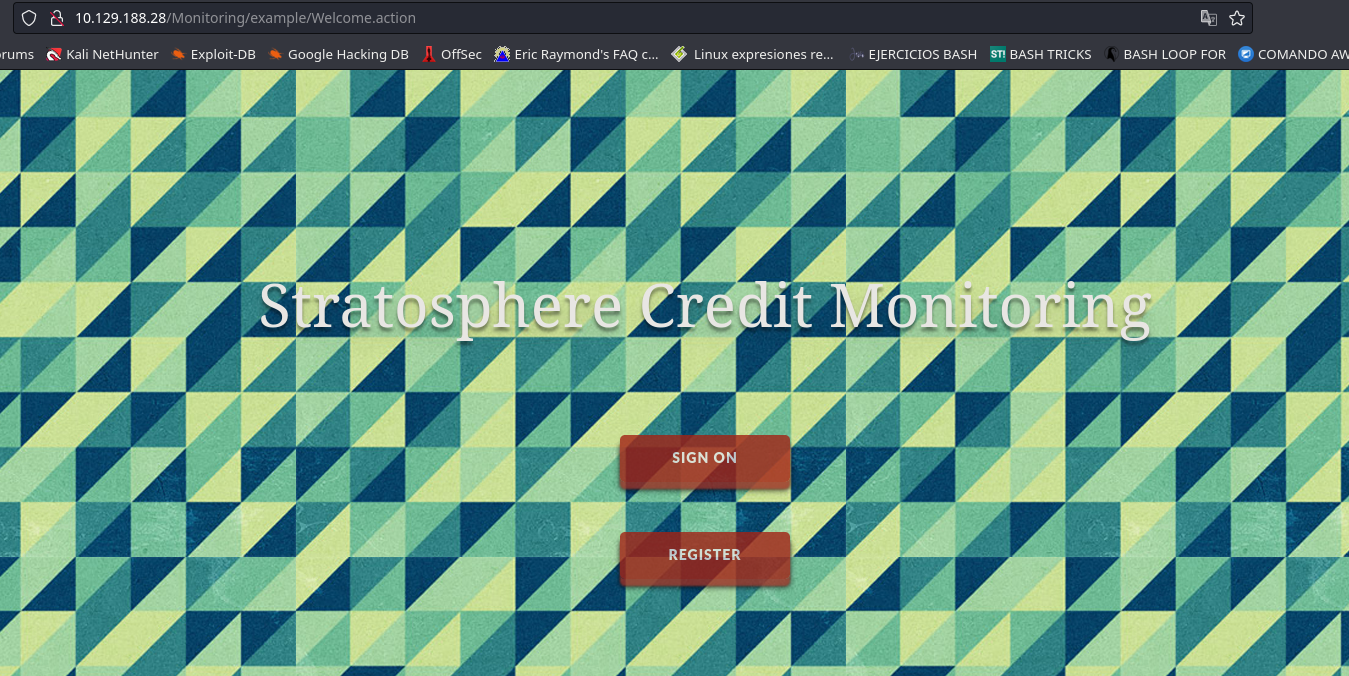 10.129.188.28/Monitoring/example/Welcome.action
orums Kali NetHunter Exploit-DB Google Hacking DB OffSec Eric Raymond's FAQ c... Linux expresiones re... EJERCICIOS BASH ST! BASH TRICKS BASH LOOP FOR COMANDO AW
Stratosphere Credit Monitoring
SIGN ON
REGISTER